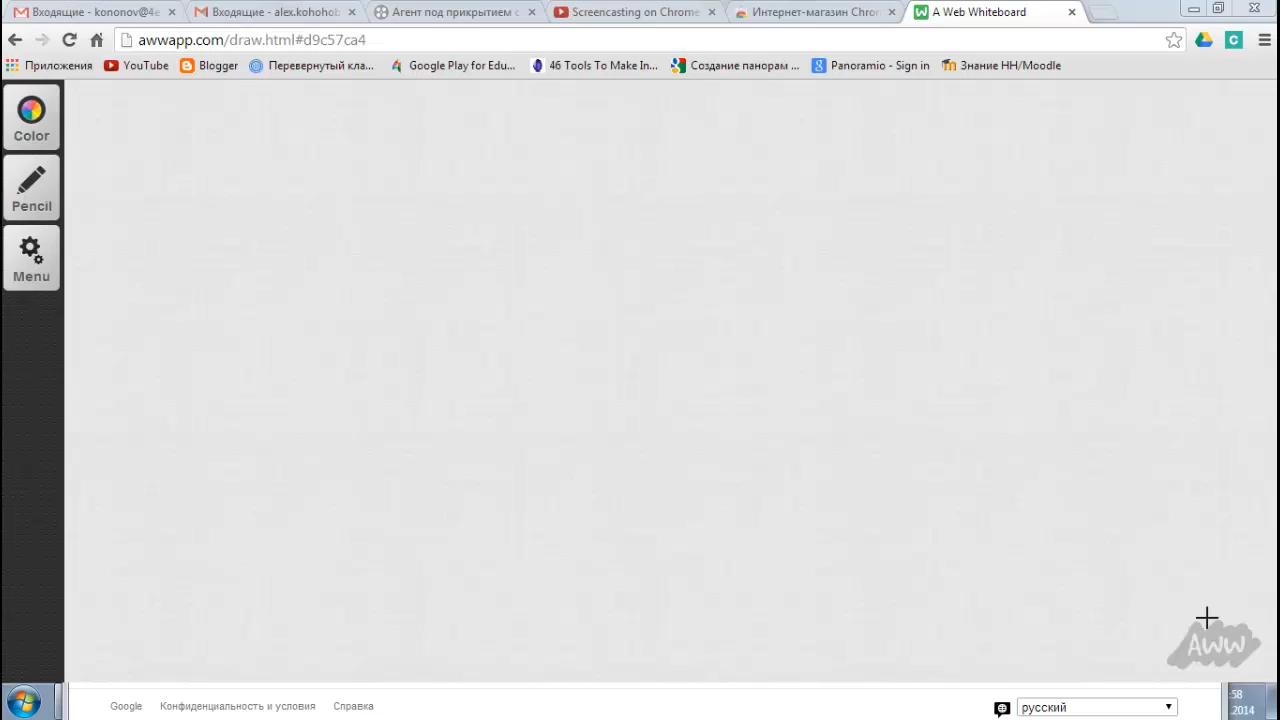 Входящие - kononov@4e
Входящие - alex.kohohob
Агент под прикрытием с
Screencasting on Chrome
Интернет-магазин Chron
A Web Whiteboard
awwapp.com/draw.html#d9c57ca4
Приложения
YouTube
Blogger
Перевернутый кла...
Google Play for Edu...
46 Tools To Make In...
Создание панорам ...
Panoramio - Sign in
Знание НН/Moodle
Color
Pencil
Menu
Aww
:58
.2014
Google
Конфиденциальность и условия
Справка
русский